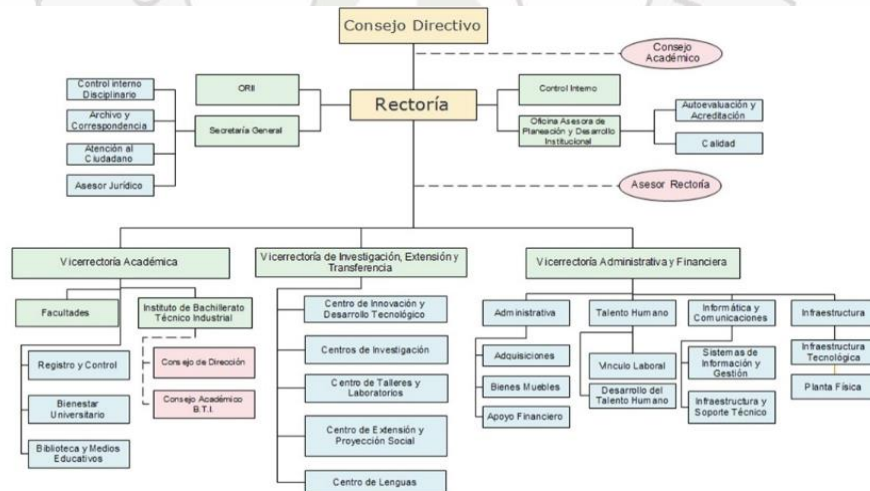 Consejo Directivo
Consejo
Académico
Control interno
Disciplinario
Archivo y
Correspondencia
Atención al
Ciudadano
Asesor Jurídico
ORII
Secretaría General
Rectoría
Control Interno
Oficina Asesora de
Planeación y Desarrollo
Institucional
Autoevaluación y
Acreditación
Calidad
Asesor Rectoría
Vicerrectoría Académica
Facultades
Instituto de Bachillerato
Técnico Industrial
Registro y Control
Bienestar
Universitario
Biblioteca y Medios
Educativos
Consejo de Dirección
Consejo Académico
B.T.I.
Vicerrectoría de Investigación, Extensión y
Transferencia
Centro de Innovación y
Desarrollo Tecnológico
Centros de Investigación
Centro de Talleres y
Laboratorios
Centro de Extensión y
Proyección Social
Centro de Lenguas
Vicerrectoría Administrativa y Financiera
Administrativa
Adquisiciones
Bienes Muebles
Apoyo Financiero
Talento Humano
Vinculo Laboral
Desarrollo del
Talento Humano
Informática y
Comunicaciones
Sistemas de
Información y
Gestión
Infraestructura y
Soporte Técnico
Infraestructura
Infraestructura
Tecnológica
Planta Física